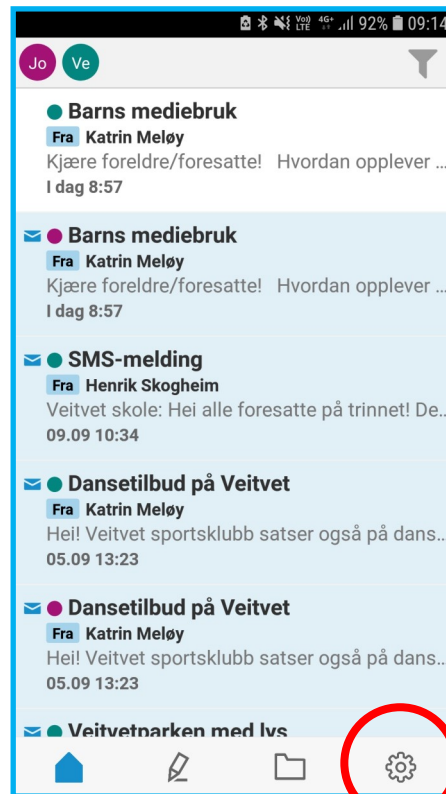 Vo)) 4G+ 92% 09:14
LTE
Jo Ve
Barns mediebruk
Fra Katrin Meløy
Kjære foreldre/foresatte! Hvordan opplever ...
I dag 8:57
Barns mediebruk
Fra Katrin Meløy
Kjære foreldre/foresatte! Hvordan opplever ...
I dag 8:57
SMS-melding
Fra Henrik Skogheim
Veitvet skole: Hei alle foresatte på trinnet! De...
09.09 10:34
Dansetilbud på Veitvet
Fra Katrin Meløy
Hei! Veitvet sportsklubb satser også på dans...
05.09 13:23
Dansetilbud på Veitvet
Fra Katrin Meløy
Hei! Veitvet sportsklubb satser også på dans...
05.09 13:23
Veitvetparken med lys